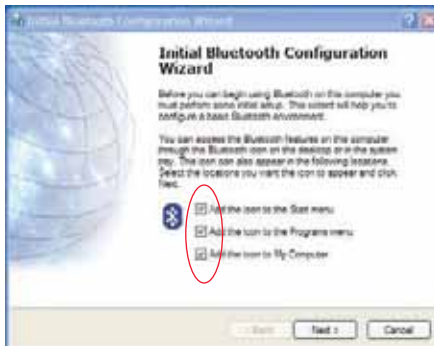 Initial Bluetooth Configuration Wizard
Initial Bluetooth Configuration
Wizard
Before you can begin using Bluetooth on this computer you
must perform some initial setup. This wizard will help you to
configure a basic Bluetooth environment.
You can access the Bluetooth features on this computer
through the Bluetooth icon on the desktop or in the system
tray. This icon can also appear in the following locations.
Select the locations you want the icon to appear and click
Next.
Add the icon to the Start menu
Add the icon to the Programs menu
Add the icon to My Computer
< Back Next > Cancel